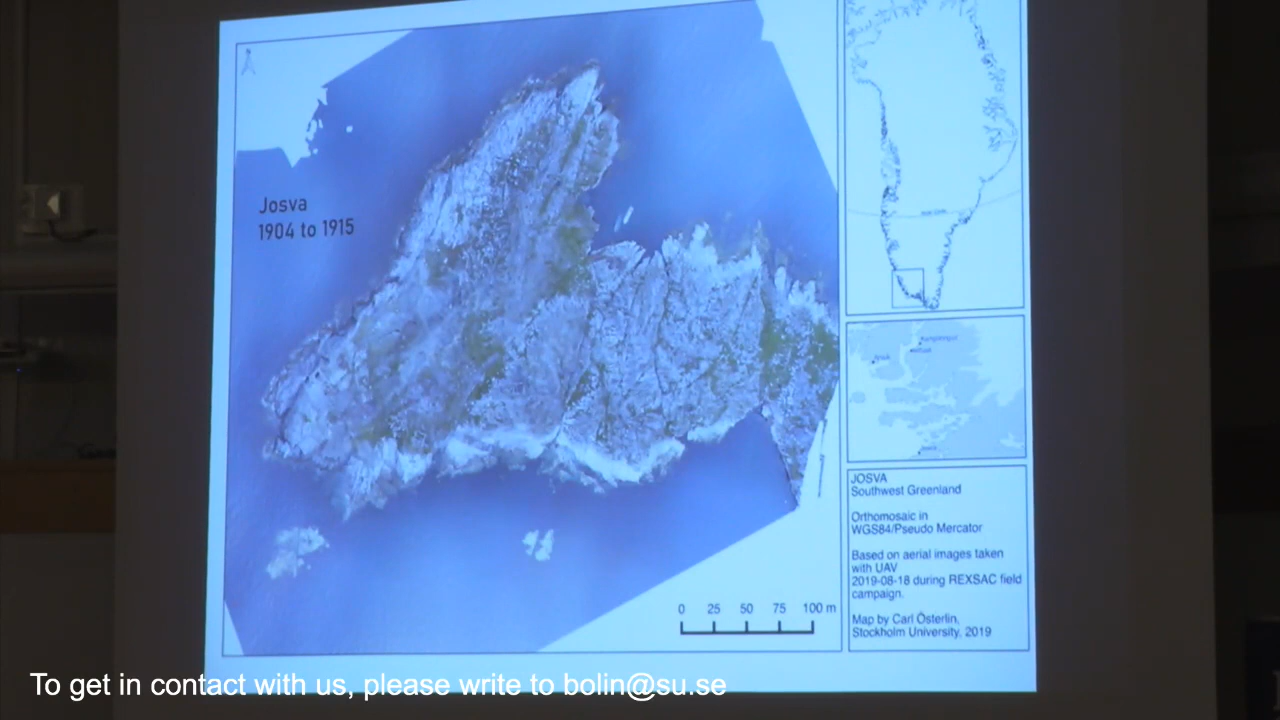 Josva
1904 to 1915
0 25 50 75 100 m
JOSVA
Southwest Greenland
Orthomosaic in
WGS84/Pseudo Mercator
Based on aerial images taken
with UAV
2019-08-18 during REXSAC field
campaign.
Map by Carl Österlin,
Stockholm University, 2019
To get in contact with us, please write to bolin@su.se